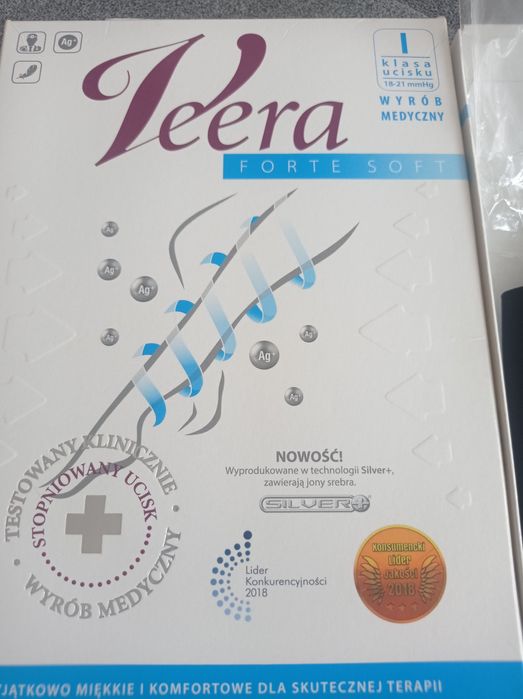 Ag+
I
klasa
ucisku
18-21 mmHg
WYRÓB
MEDYCZNY
Veera
FORTE SOFT
Ag+
Ag+
Ag+
Ag+
Ag+
Ag+
Ag+
NOWOŚĆ!
Wyprodukowane w technologii Silver+,
zawierają jony srebra.
SILVER+
TESTOWANY KLINICZNIE
STOPNIOWANY UCISK
WYRÓB MEDYCZNY
Lider
Konkurencyjności
2018
Konsumencki
Lider
Jakości
2018
MIĘKKIE I KOMFORTOWE DLA SKUTECZNEJ TERAPII